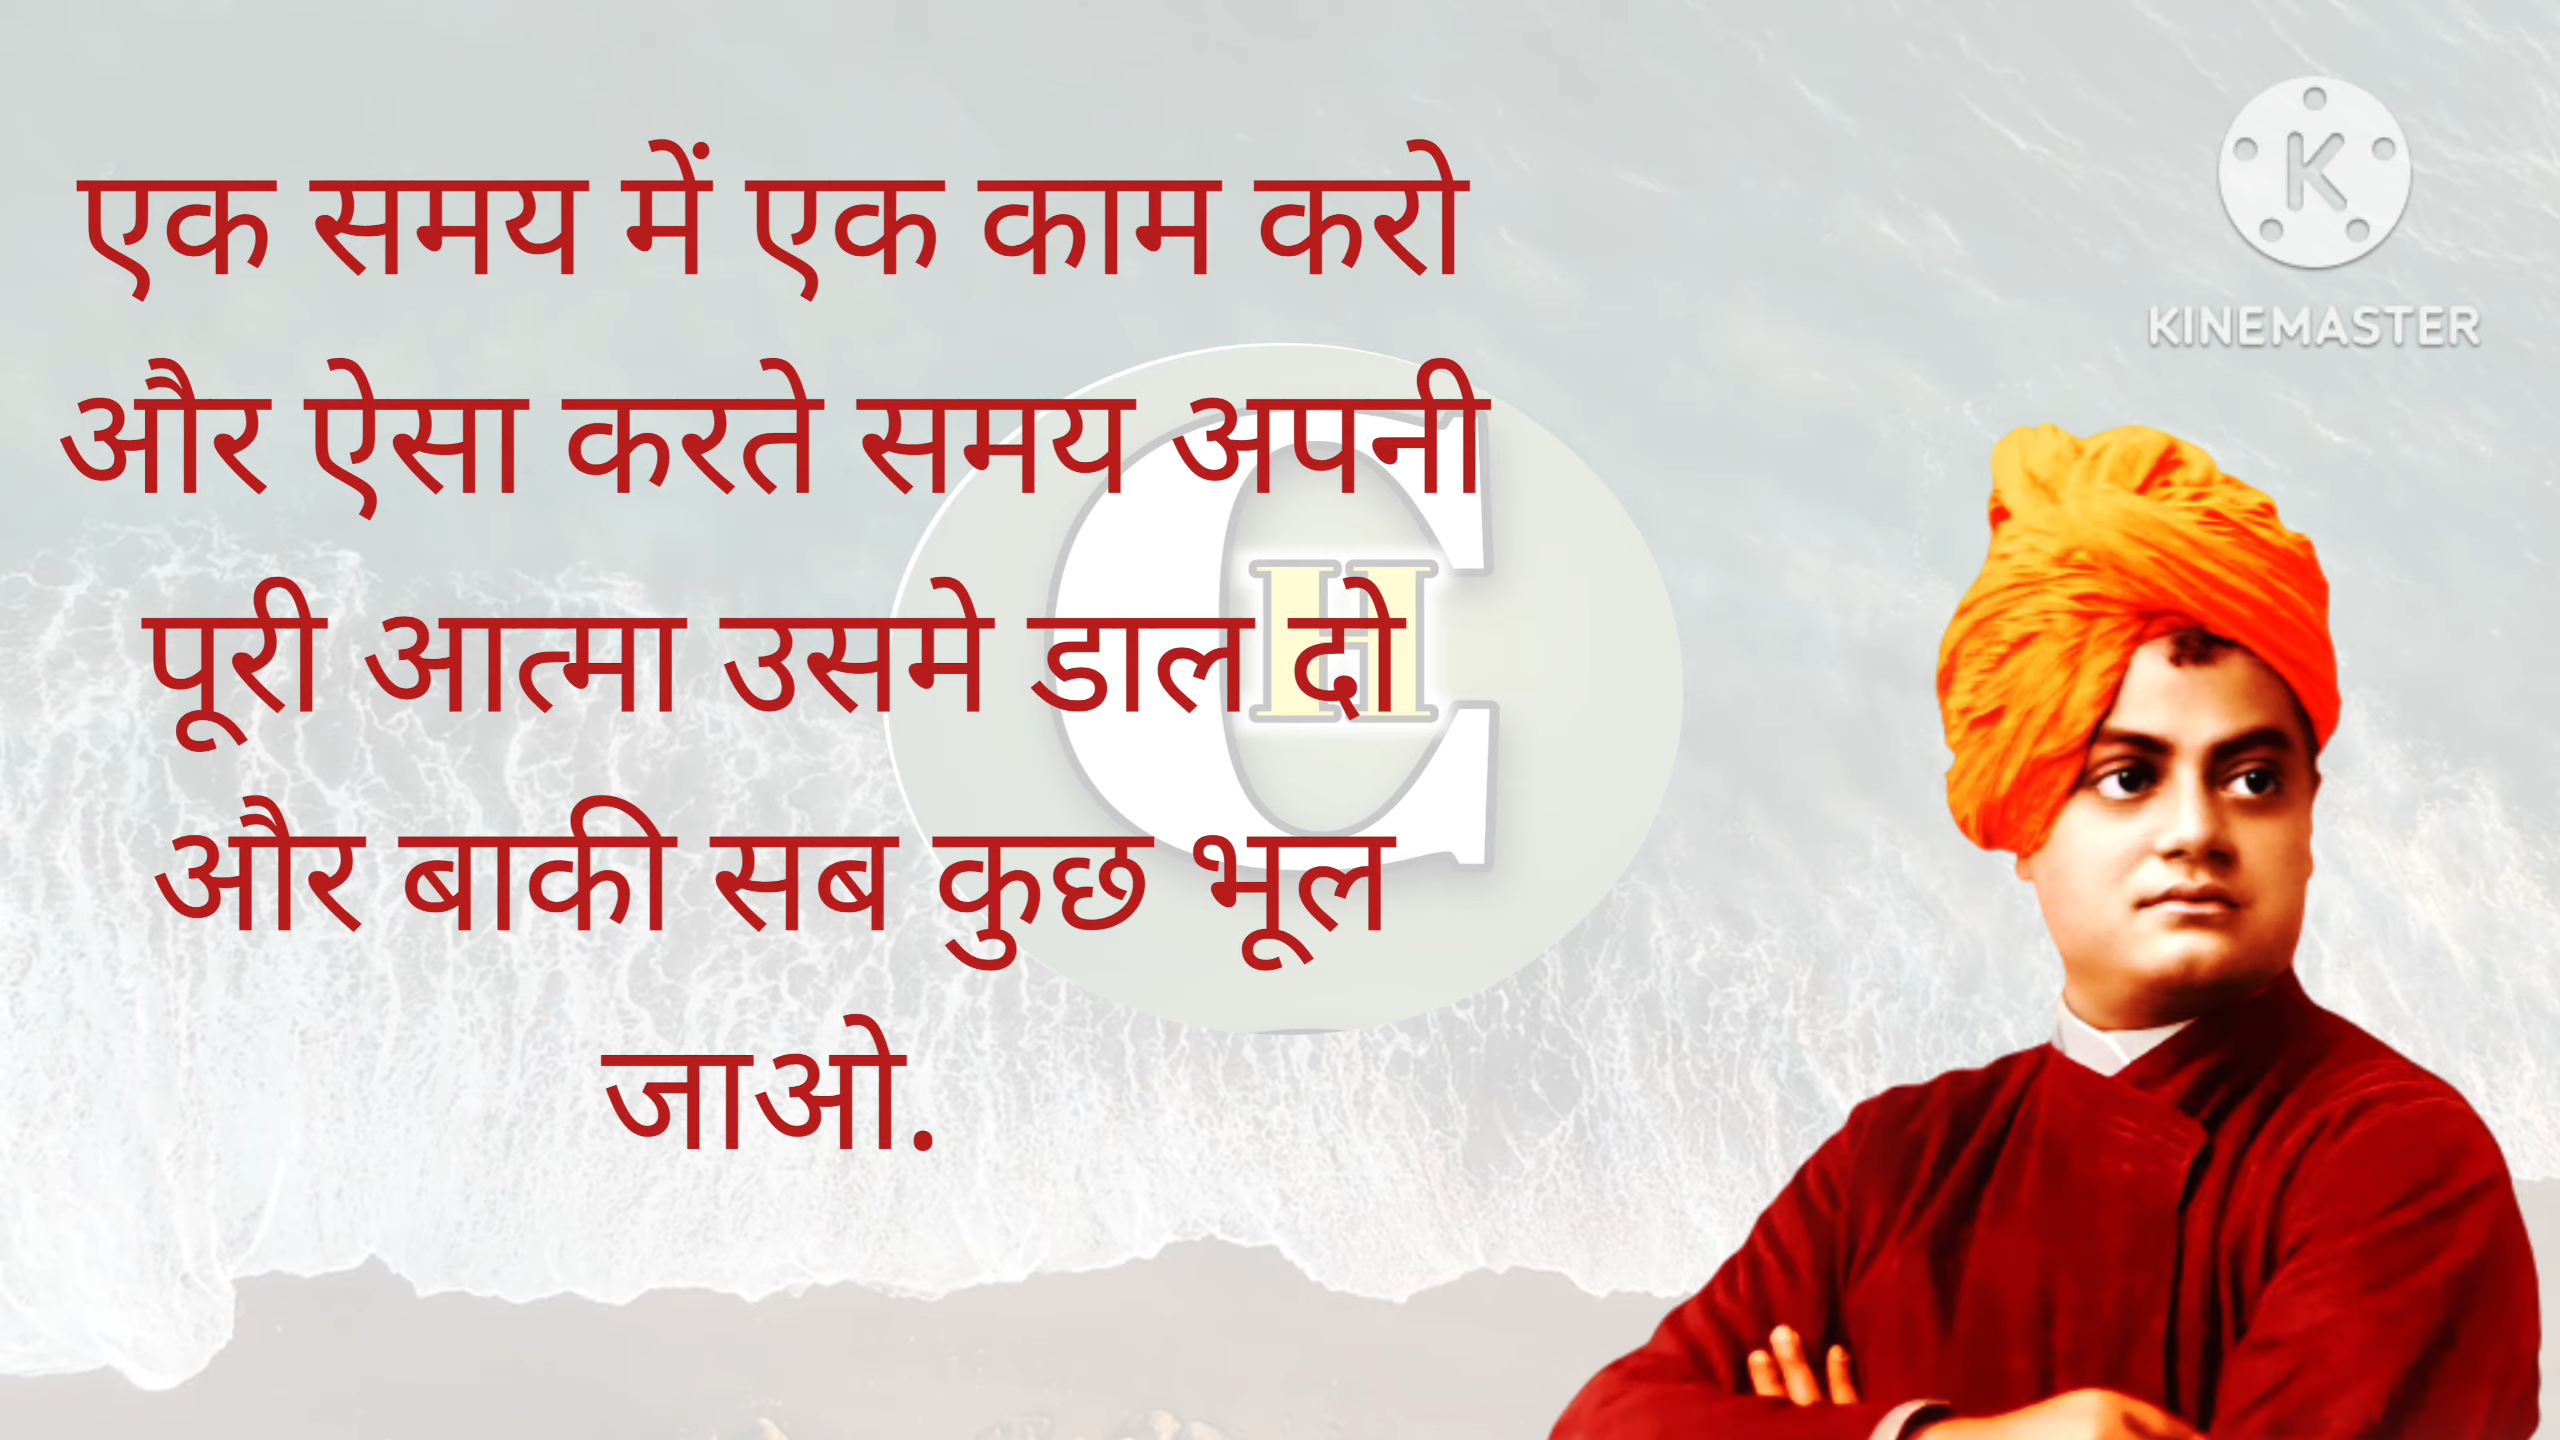 एक समय में एक काम करो
और ऐसा करते समय अपनी
पूरी आत्मा उसमे डाल दो
और बाकी सब कुछ भूल
जाओ.
K
KINEMASTER
C
H